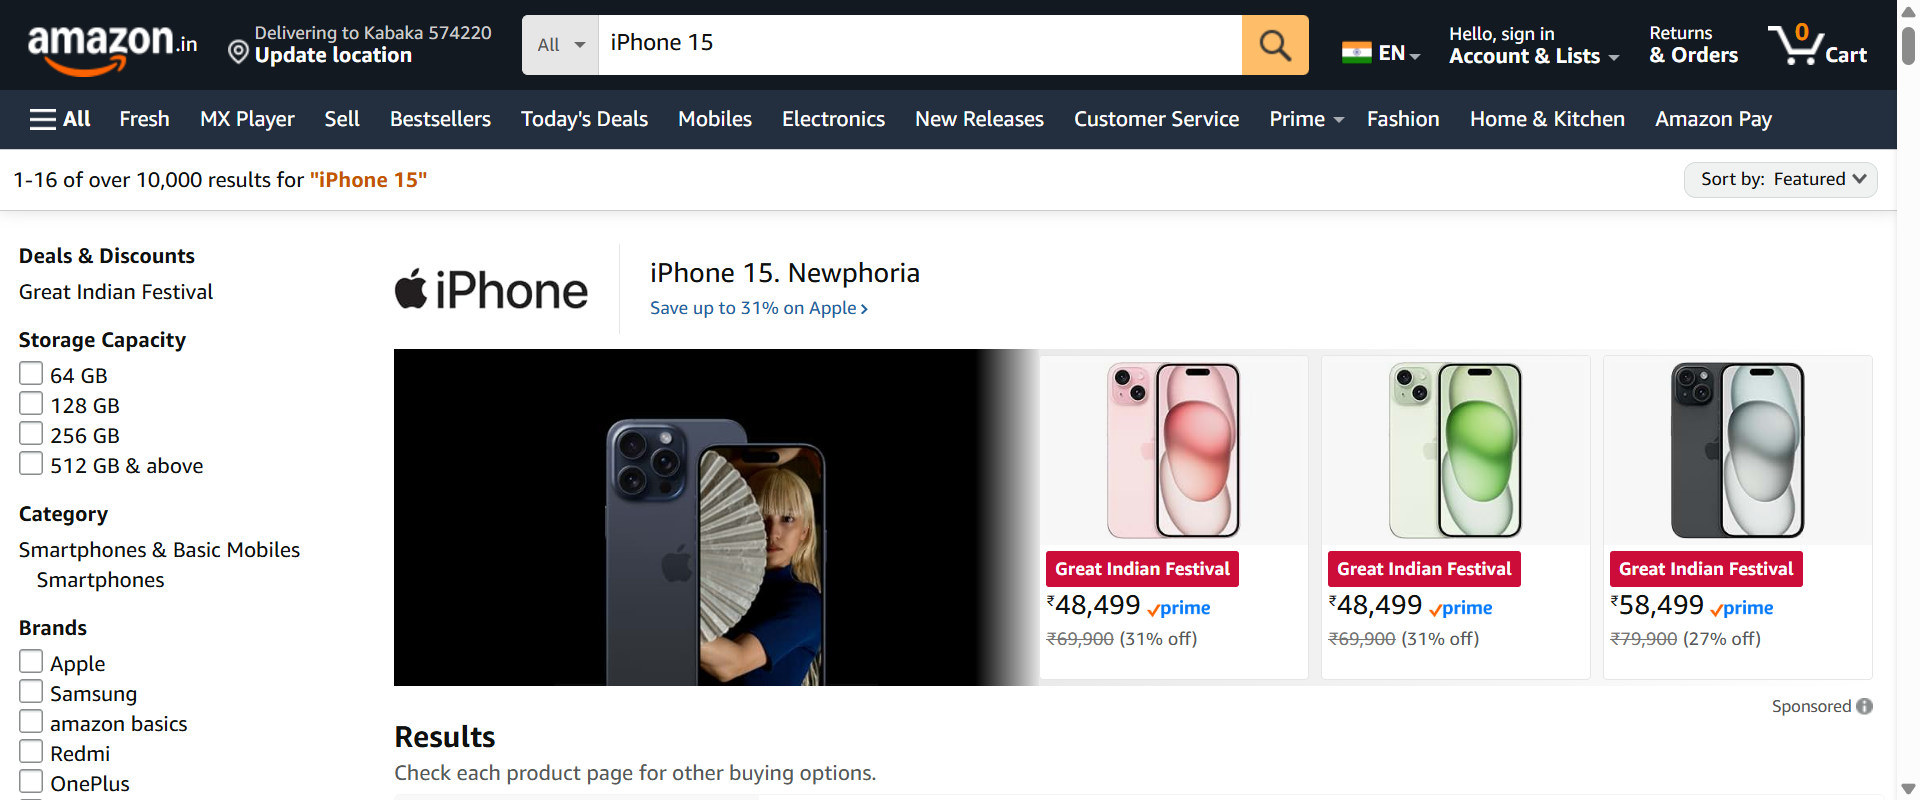 amazon.in
Delivering to Kabaka 574220
Update location
All
iPhone 15
EN
Hello, sign in
Account & Lists
Returns
& Orders
0
Cart
All
Fresh
MX Player
Sell
Bestsellers
Today's Deals
Mobiles
Electronics
New Releases
Customer Service
Prime
Fashion
Home & Kitchen
Amazon Pay
1-16 of over 10,000 results for "iPhone 15"
Sort by: Featured
Deals & Discounts
Great Indian Festival
Storage Capacity
64 GB
128 GB
256 GB
512 GB & above
Category
Smartphones & Basic Mobiles
Smartphones
Brands
Apple
Samsung
amazon basics
Redmi
OnePlus
iPhone
iPhone 15. Newphoria
Save up to 31% on Apple ›
Great Indian Festival
₹48,499 prime
₹69,900 (31% off)
Great Indian Festival
₹48,499 prime
₹69,900 (31% off)
Great Indian Festival
₹58,499 prime
₹79,900 (27% off)
Sponsored
Results
Check each product page for other buying options.